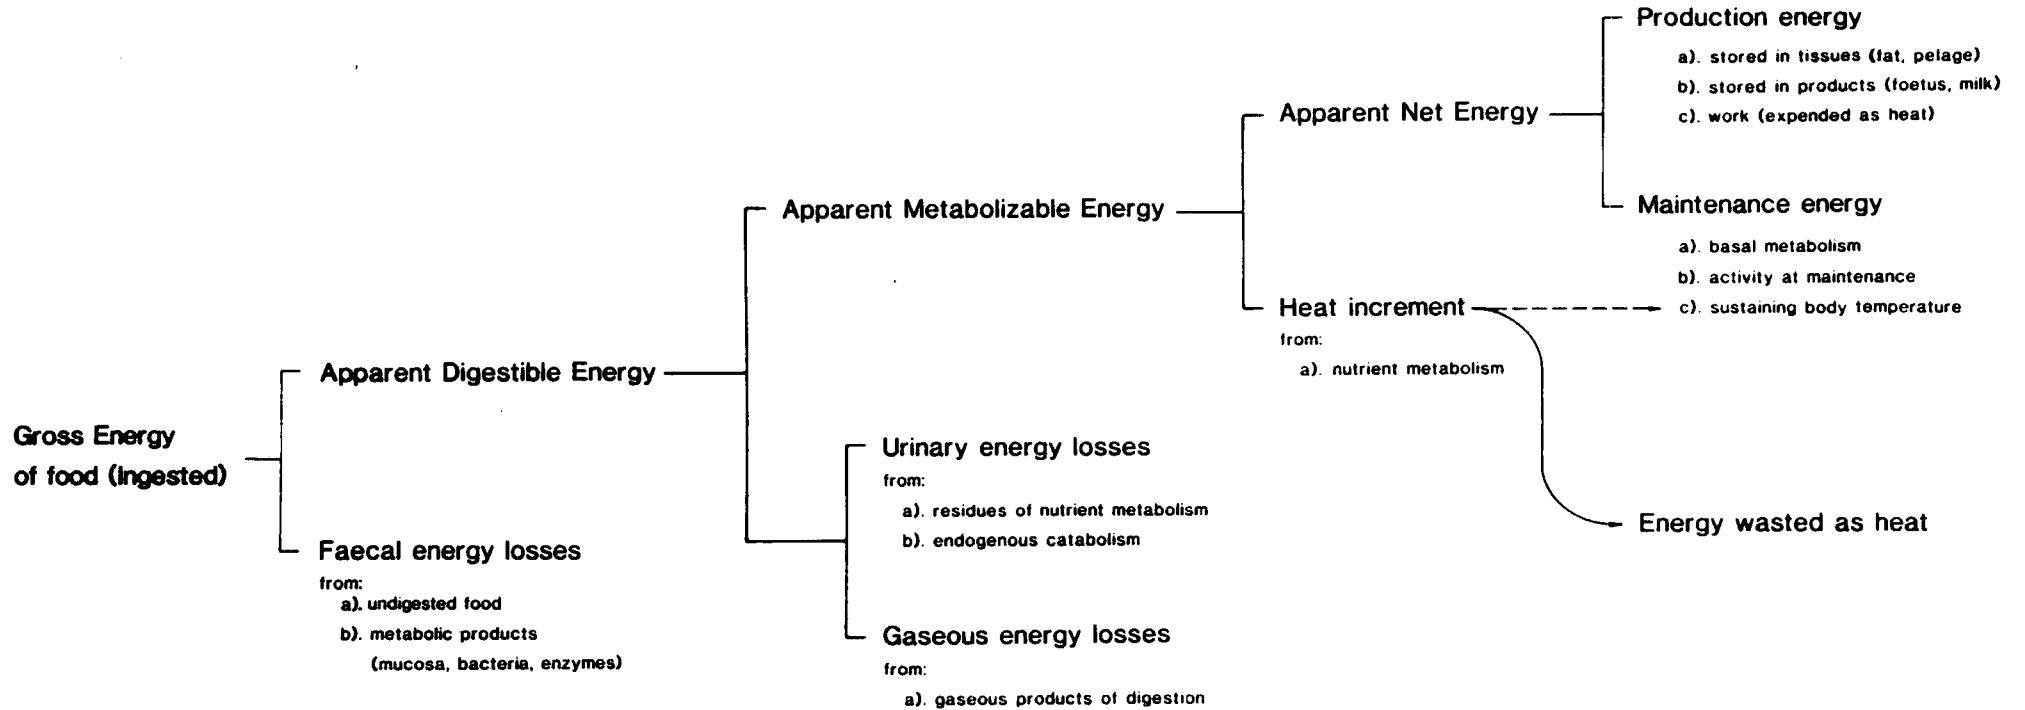 Gross Energy
of food (Ingested)
Apparent Digestible Energy
Faecal energy losses
from:
a). undigested food
b). metabolic products
(mucosa, bacteria, enzymes)
Apparent Metabolizable Energy
Urinary energy losses
from:
a). residues of nutrient metabolism
b). endogenous catabolism
Gaseous energy losses
from:
a). gaseous products of digestion
Apparent Net Energy
Heat increment
from:
a). nutrient metabolism
Production energy
a). stored in tissues (fat, pelage)
b). stored in products (foetus, milk)
c). work (expended as heat)
Maintenance energy
a). basal metabolism
b). activity at maintenance
c). sustaining body temperature
Energy wasted as heat